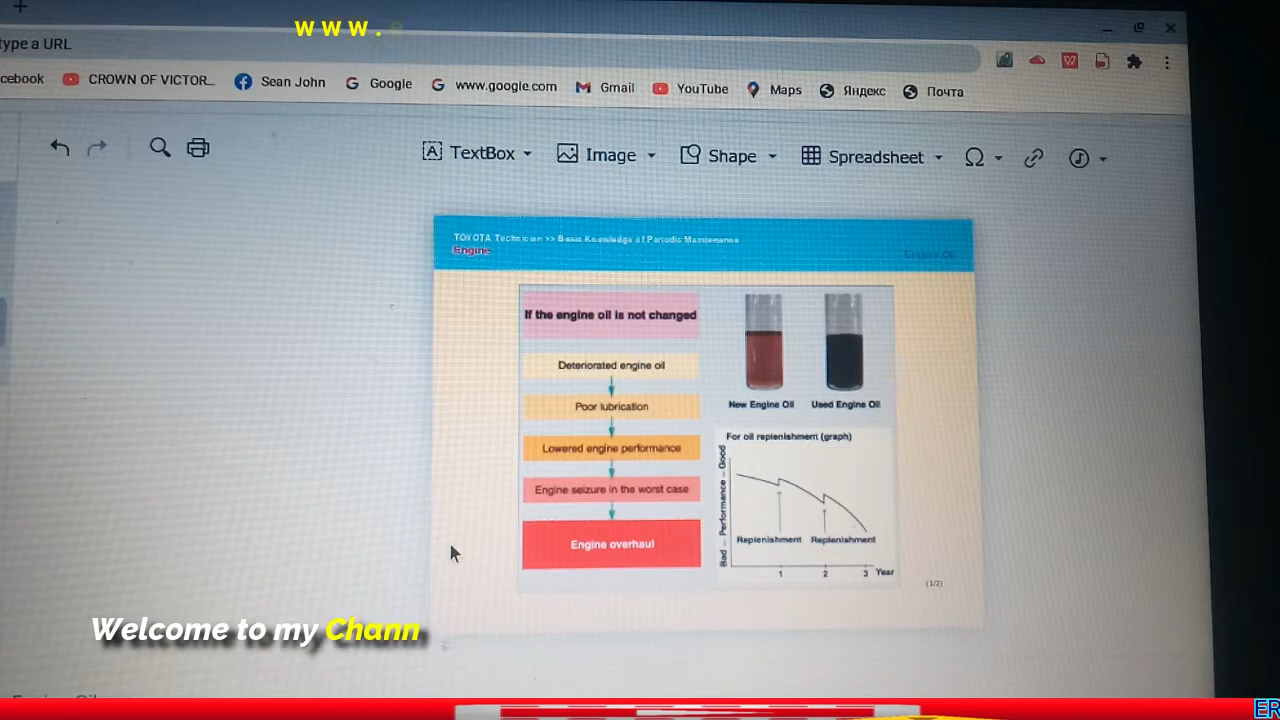 www.
type a URL
cebook
CROWN OF VICTOR...
Sean John
Google
www.google.com
Gmail
YouTube
Maps
Яндекс
Почта
TextBox
Image
Shape
Spreadsheet
TOYOTA Technician >> Basic Knowledge of Periodic Maintenance
Engine
Engine Oil
If the engine oil is not changed
Deteriorated engine oil
Poor lubrication
Lowered engine performance
Engine seizure in the worst case
Engine overhaul
New Engine Oil
Used Engine Oil
For oil replenishment (graph)
Bad ← Performance → Good
Replenishment
Replenishment
1
2
3
Year
(1/2)
Welcome to my Chann
ER